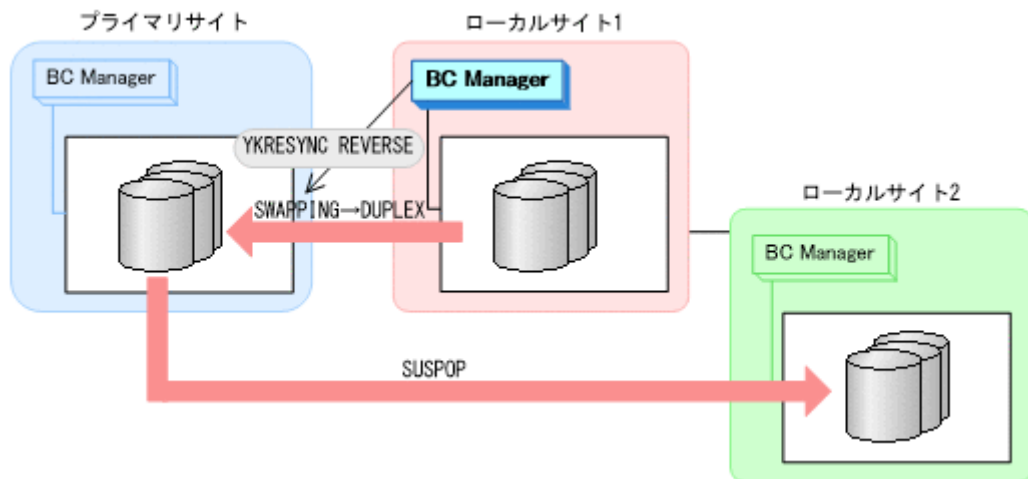 プライマリサイト
ローカルサイト1
BC Manager
BC Manager
YKRESYNC REVERSE
SWAPPING→DUPLEX
ローカルサイト2
BC Manager
SUSPOP